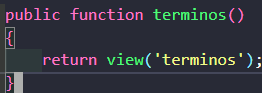 public function terminos()
{
    return view('terminos');
}